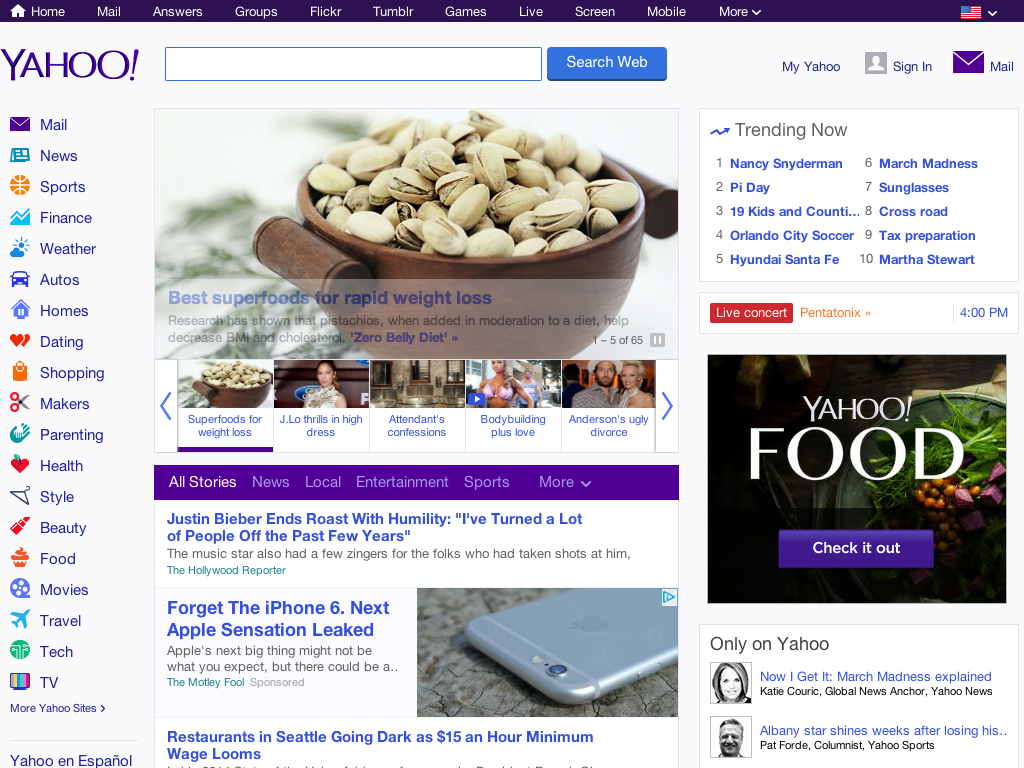 Home Mail Answers Groups Flickr Tumblr Games Live Screen Mobile More
YAHOO!
Search Web
My Yahoo Sign In Mail
Mail
News
Sports
Finance
Weather
Autos
Homes
Dating
Shopping
Makers
Parenting
Health
Style
Beauty
Food
Movies
Travel
Tech
TV
More Yahoo Sites
Yahoo en Español
Best superfoods for rapid weight loss
Research has shown that pistachios, when added in moderation to a diet, help
decrease BMI and cholesterol. 'Zero Belly Diet' »
1 – 5 of 65
Superfoods for
weight loss
J.Lo thrills in high
dress
Attendant's
confessions
Bodybuilding
plus love
Anderson's ugly
divorce
All Stories News Local Entertainment Sports More
Justin Bieber Ends Roast With Humility: "I've Turned a Lot
of People Off the Past Few Years"
The music star also had a few zingers for the folks who had taken shots at him,
The Hollywood Reporter
Forget The iPhone 6. Next
Apple Sensation Leaked
Apple's next big thing might not be
what you expect, but there could be a..
The Motley Fool Sponsored
Restaurants in Seattle Going Dark as $15 an Hour Minimum
Wage Looms
Trending Now
1 Nancy Snyderman
2 Pi Day
3 19 Kids and Counti...
4 Orlando City Soccer
5 Hyundai Santa Fe
6 March Madness
7 Sunglasses
8 Cross road
9 Tax preparation
10 Martha Stewart
Live concert Pentatonix » 4:00 PM
YAHOO!
FOOD
Check it out
Only on Yahoo
Now I Get It: March Madness explained
Katie Couric, Global News Anchor, Yahoo News
Albany star shines weeks after losing his..
Pat Forde, Columnist, Yahoo Sports